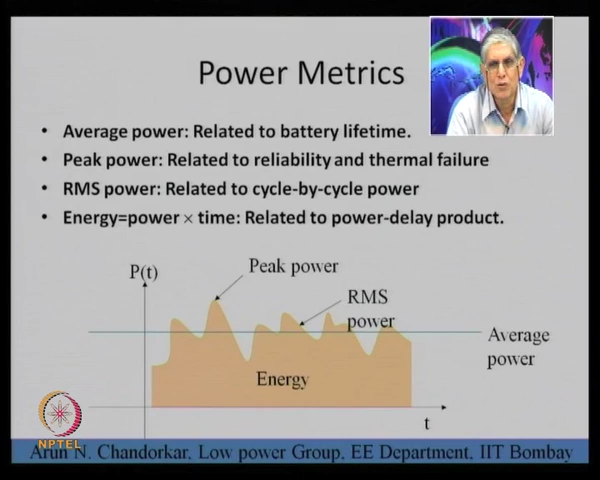 Power Metrics
• Average power: Related to battery lifetime.
• Peak power: Related to reliability and thermal failure
• RMS power: Related to cycle-by-cycle power
• Energy=power × time: Related to power-delay product.
P(t)
Peak power
RMS
power
Average
power
Energy
t
NPTEL
Arun N. Chandorkar, Low power Group, EE Department, IIT Bombay